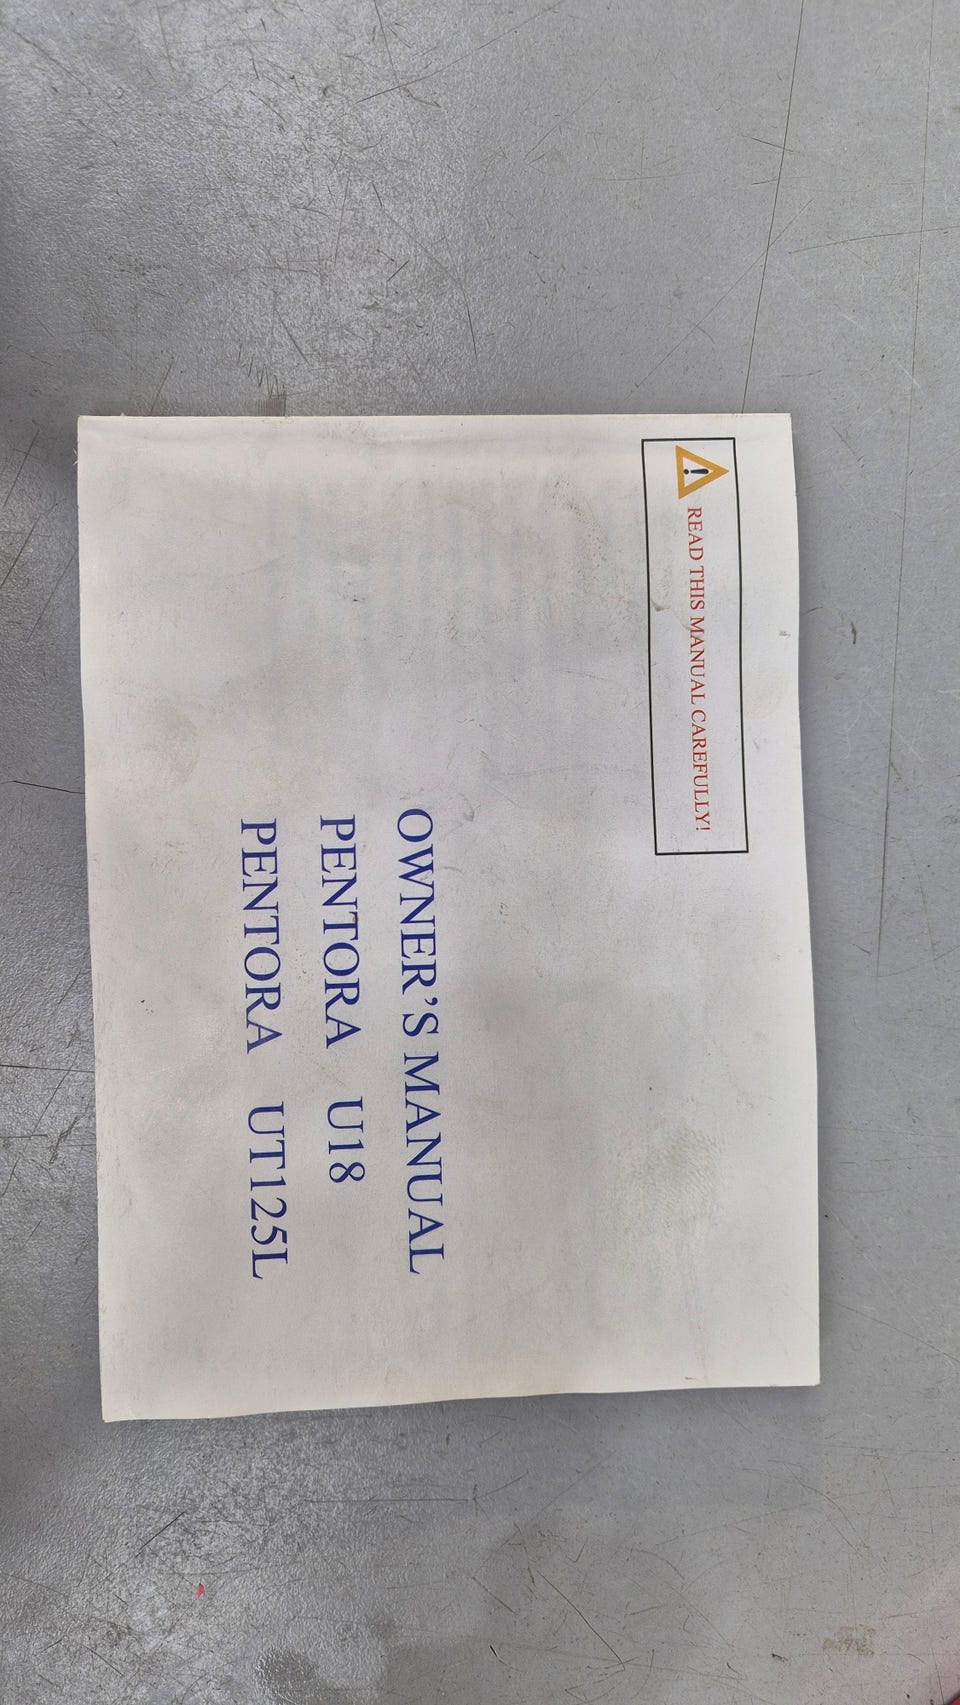 READ THIS MANUAL CAREFULLY!
OWNER'S MANUAL
PENTORA U18
PENTORA UT125L